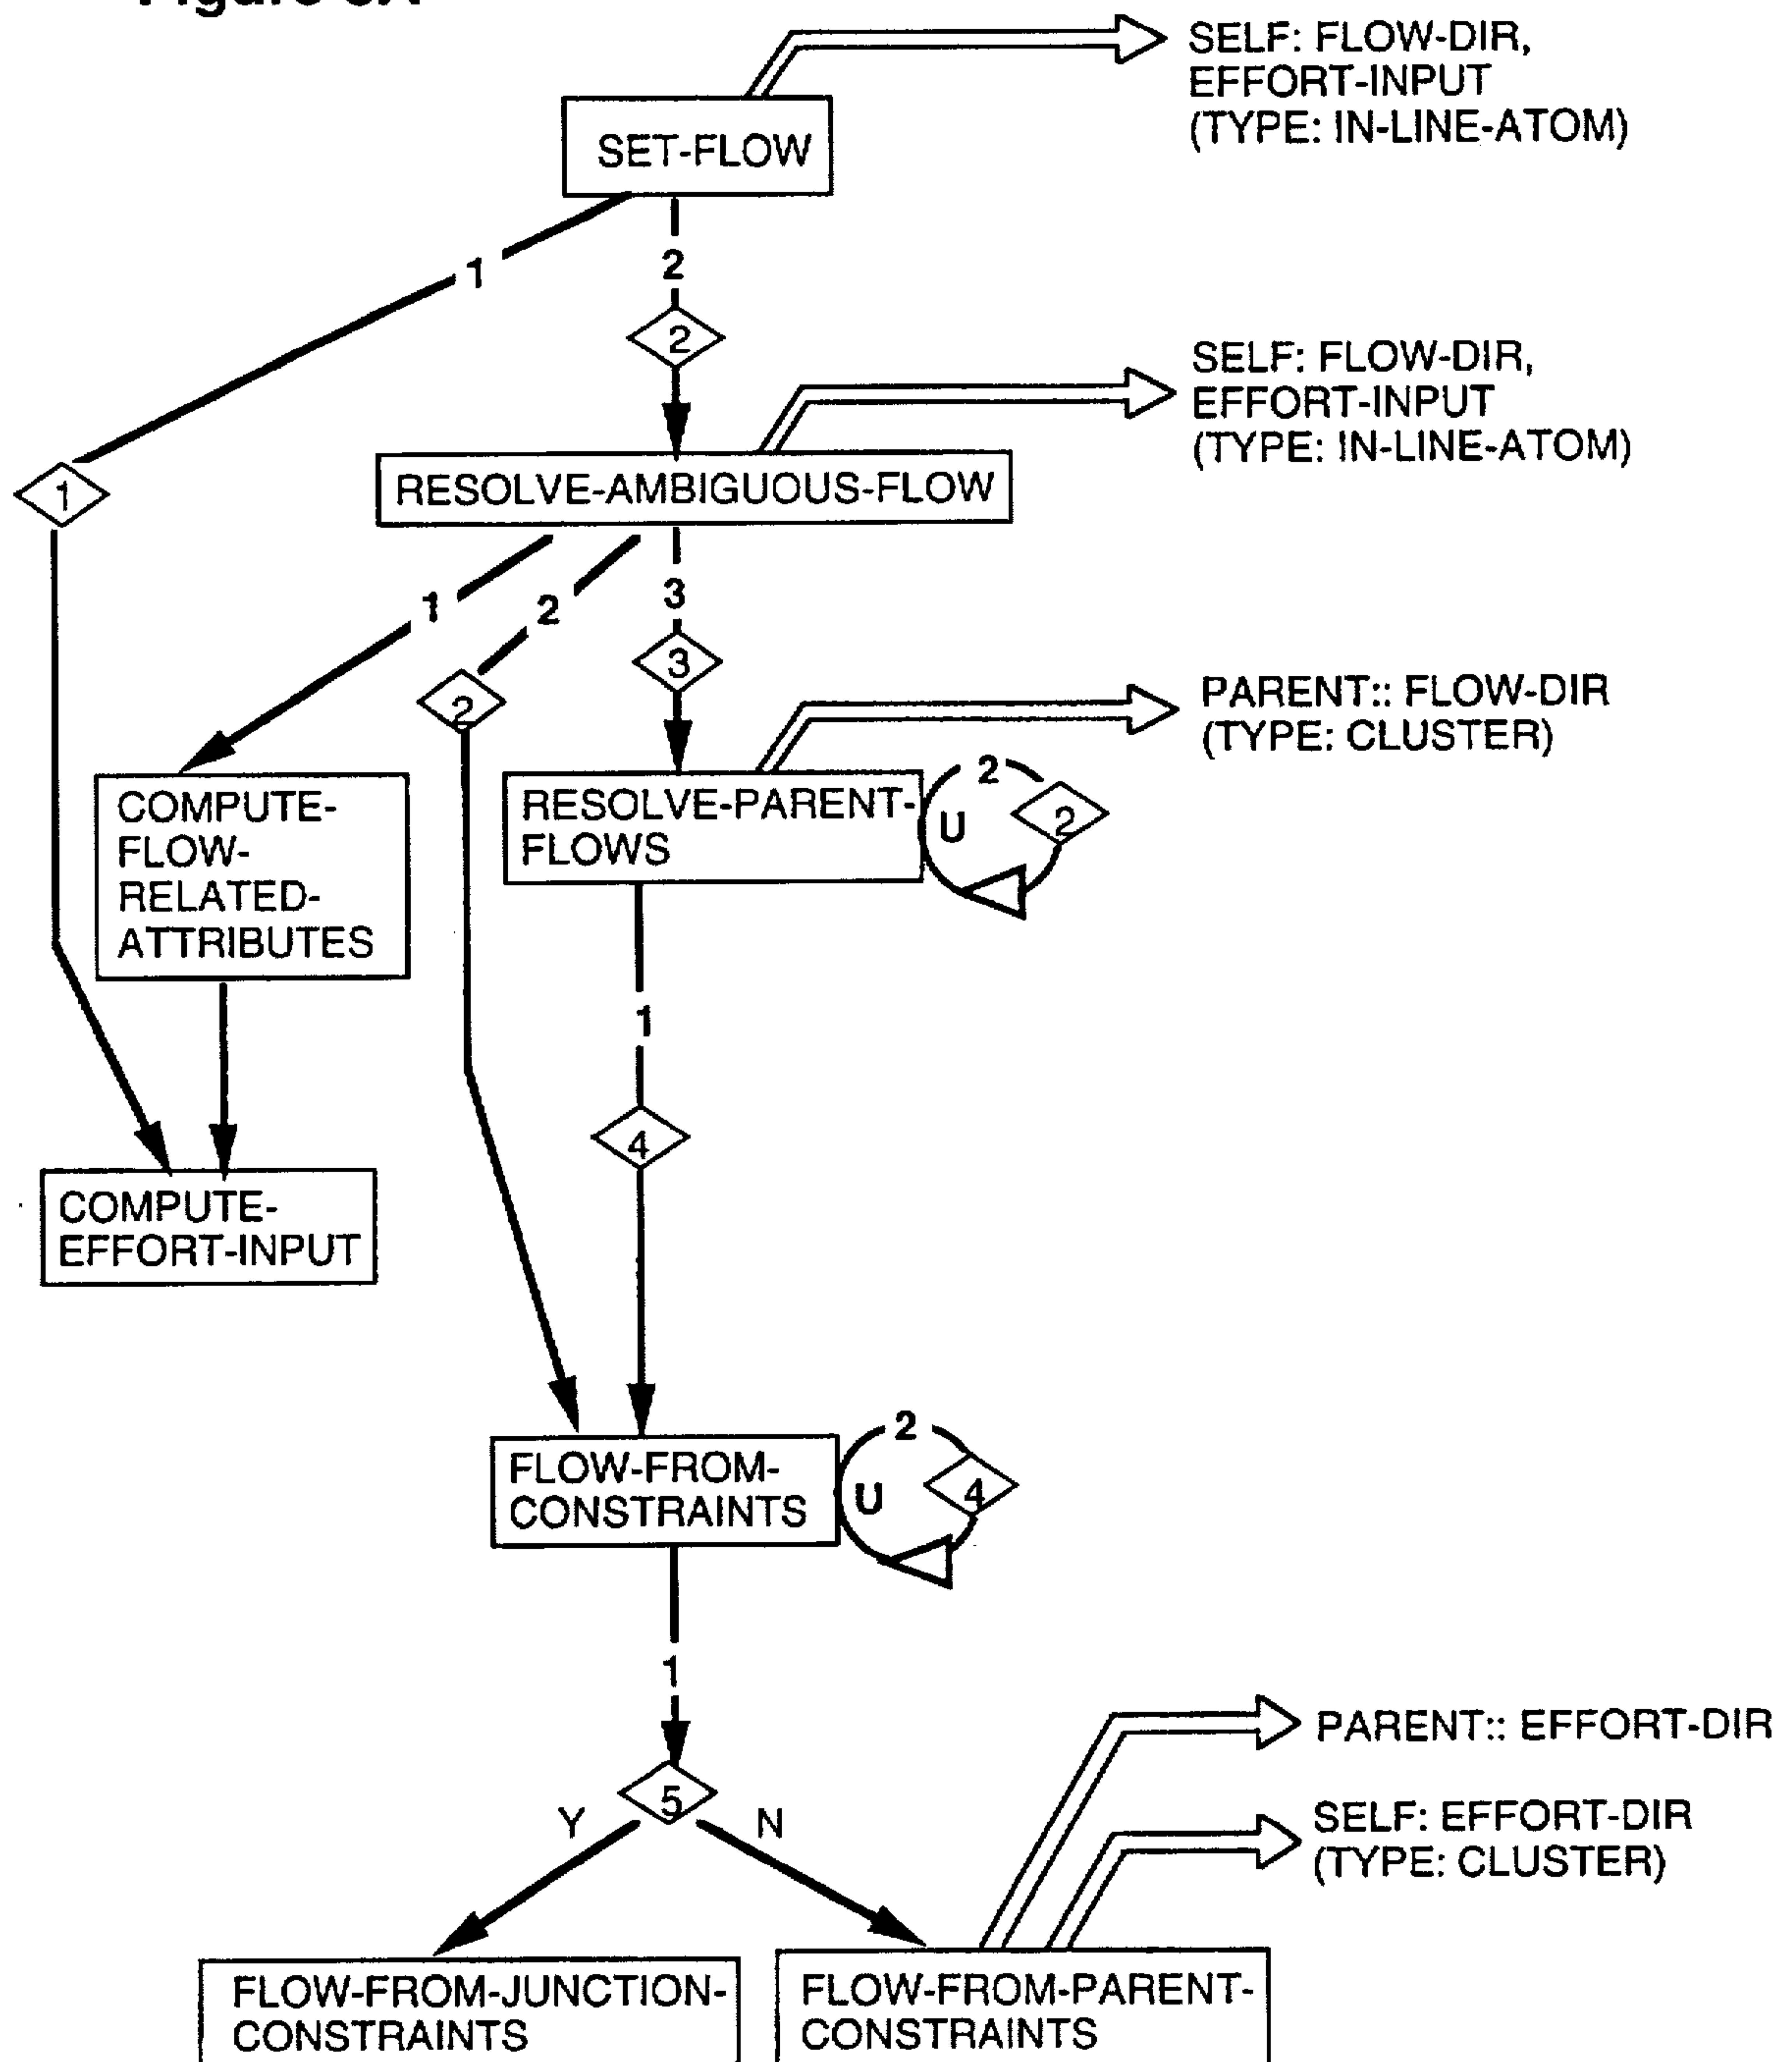 SELF: FLOW-DIR,
EFFORT-INPUT
(TYPE: IN-LINE-ATOM)
SET-FLOW
1
2
2
SELF: FLOW-DIR,
EFFORT-INPUT
(TYPE: IN-LINE-ATOM)
1
RESOLVE-AMBIGUOUS-FLOW
1
2
3
3
2
PARENT:: FLOW-DIR
(TYPE: CLUSTER)
COMPUTE-
FLOW-
RELATED-
ATTRIBUTES
RESOLVE-PARENT-
FLOWS
2
U
2
1
4
COMPUTE-
EFFORT-INPUT
FLOW-FROM-
CONSTRAINTS
2
U
4
1
5
Y
N
PARENT:: EFFORT-DIR
SELF: EFFORT-DIR
(TYPE: CLUSTER)
FLOW-FROM-JUNCTION-
CONSTRAINTS
FLOW-FROM-PARENT-
CONSTRAINTS